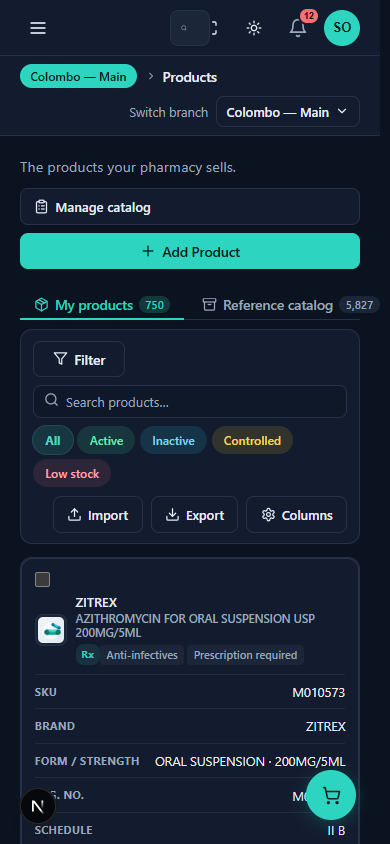 12
SO
Colombo — Main > Products
Switch branch Colombo — Main
The products your pharmacy sells.
Manage catalog
+ Add Product
My products 750 Reference catalog 5,827
Filter
Search products...
All Active Inactive Controlled
Low stock
Import Export Columns
ZITREX
AZITHROMYCIN FOR ORAL SUSPENSION USP
200MG/5ML
Rx Anti-infectives Prescription required
SKU M010573
BRAND ZITREX
FORM / STRENGTH ORAL SUSPENSION · 200MG/5ML
NO.
N
SCHEDULE II B